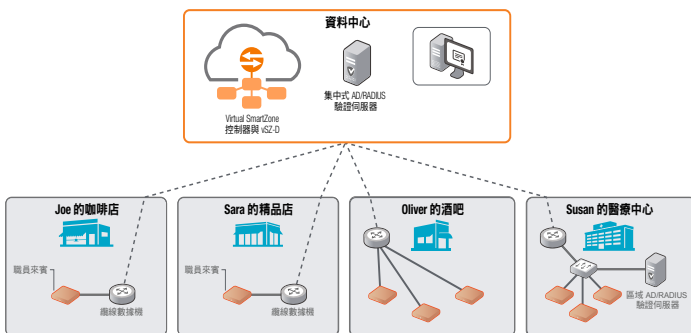 資料中心
Virtual SmartZone
控制器與 vSZ-D
集中式 AD/RADIUS
驗證伺服器
Joe 的咖啡店
職員來賓
纜線數據機
Sara 的精品店
職員來賓
纜線數據機
Oliver 的酒吧
Susan 的醫療中心
區域 AD/RADIUS
驗證伺服器